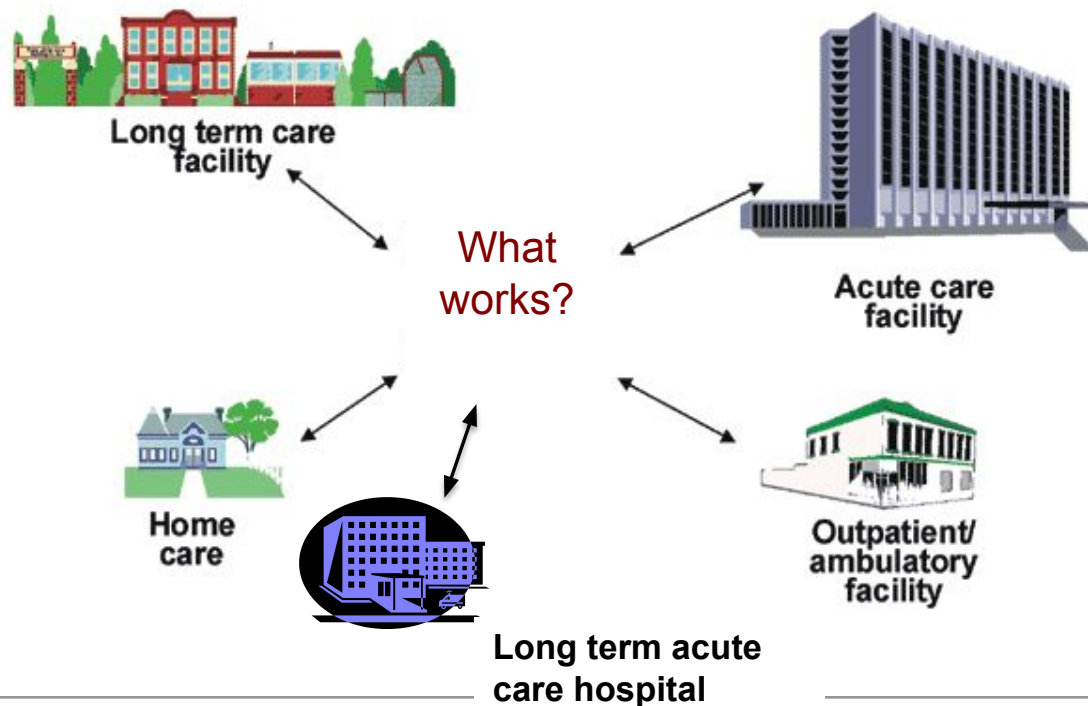 Long term care
facility
What
works?
Acute care
facility
Home
care
Outpatient/
ambulatory
facility
Long term acute
care hospital